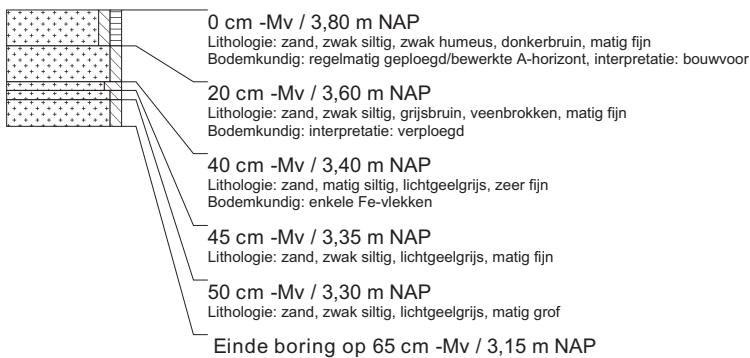 0 cm -Mv / 3,80 m NAP
Lithologie: zand, zwak siltig, zwak humeus, donkerbruin, matig fijn
Bodemkundig: regelmatig geploegd/bewerkte A-horizont, interpretatie: bouwvoor
20 cm -Mv / 3,60 m NAP
Lithologie: zand, zwak siltig, grijsbruin, veenbrokken, matig fijn
Bodemkundig: interpretatie: verploegd
40 cm -Mv / 3,40 m NAP
Lithologie: zand, matig siltig, lichtgeelgrijs, zeer fijn
Bodemkundig: enkele Fe-vlekken
45 cm -Mv / 3,35 m NAP
Lithologie: zand, zwak siltig, lichtgeelgrijs, matig fijn
50 cm -Mv / 3,30 m NAP
Lithologie: zand, zwak siltig, lichtgeelgrijs, matig grof
Einde boring op 65 cm -Mv / 3,15 m NAP